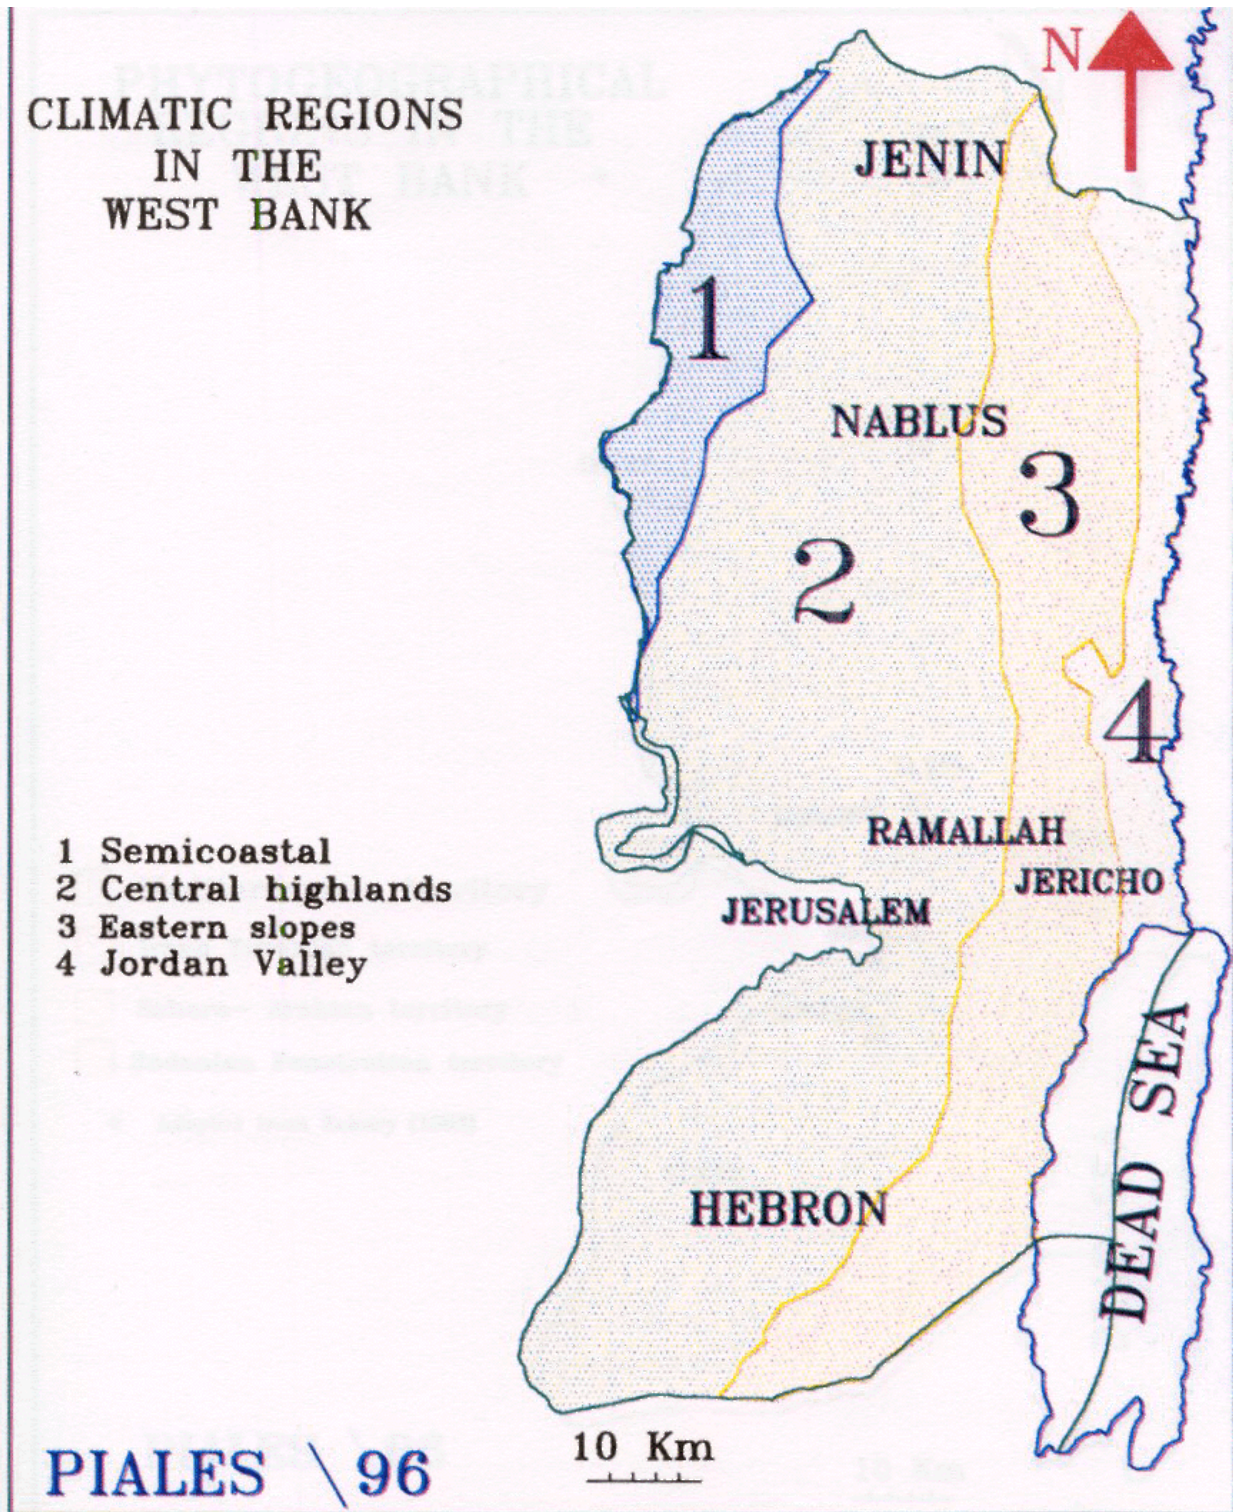 CLIMATIC REGIONS
IN THE
WEST BANK
N
JENIN
1
NABLUS
3
2
4
RAMALLAH
JERICHO
JERUSALEM
1 Semicoastal
2 Central highlands
3 Eastern slopes
4 Jordan Valley
DEAD SEA
HEBRON
10 Km
PIALES \ 96